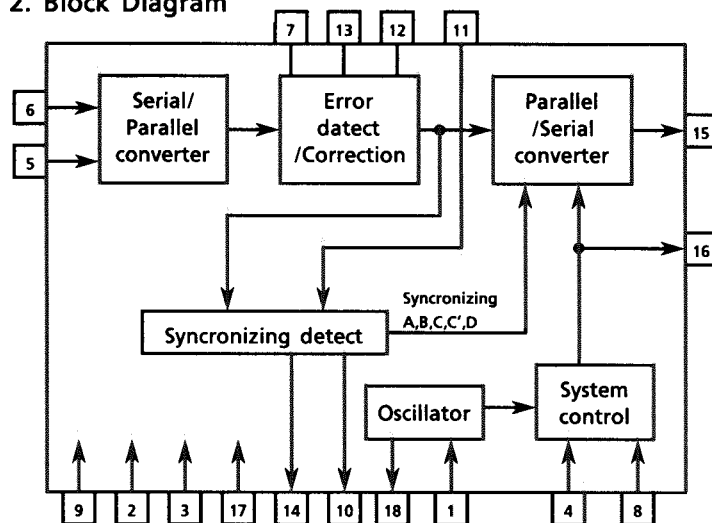 2. Block Diagram
7 13 12 11
6
5
Serial/
Parallel
converter
Error
datect
/Correction
Parallel
/Serial
converter
15
16
Syncronizing
A,B,C,C',D
Syncronizing detect
Oscillator
System
control
9 2 3 17 14 10 18 1 4 8